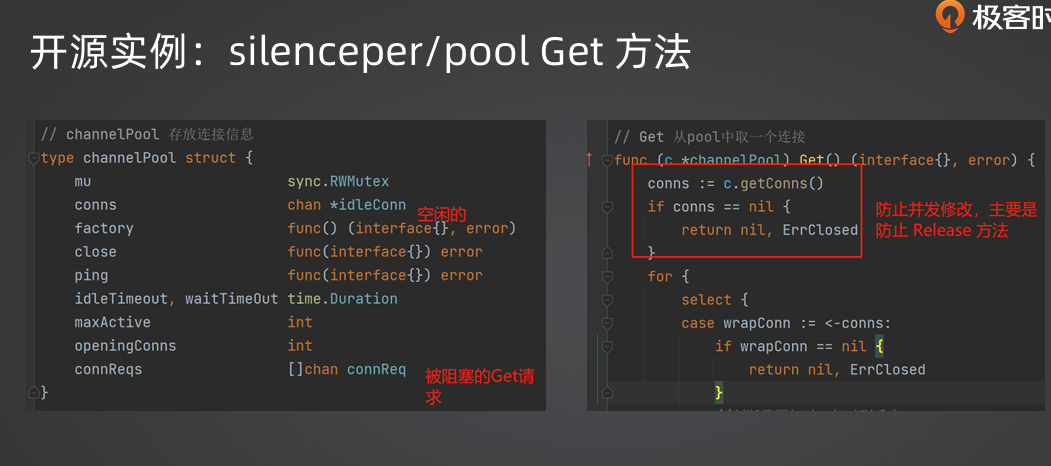 极客时
开源实例：silenceper/pool Get 方法
// channelPool 存放连接信息
type channelPool struct {
mu sync.RWMutex
conns chan *idleConn
空闲的
factory func() (interface{}, error)
close func(interface{}) error
ping func(interface{}) error
idleTimeout, waitTimeOut time.Duration
maxActive int
openingConns int
connReqs []chan connReq
被阻塞的Get请
求
}
// Get 从pool中取一个连接
func (c *channelPool) Get() (interface{}, error) {
conns := c.getConns()
if conns == nil {
return nil, ErrClosed
}
防止并发修改，主要是
防止 Release 方法
for {
select {
case wrapConn := <-conns:
if wrapConn == nil {
return nil, ErrClosed
}